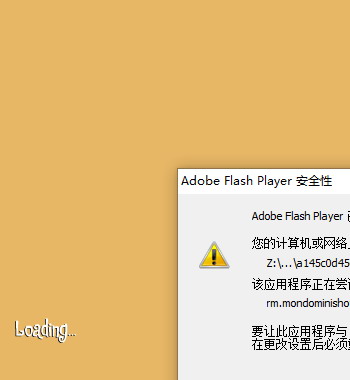 Adobe Flash Player 安全性
Adobe Flash Player
您的计算机或网络
Z:\...\a145c0d45
该应用程序正在尝
rm.mondominisho
要让此应用程序与
在更改设置后必须
Loading...